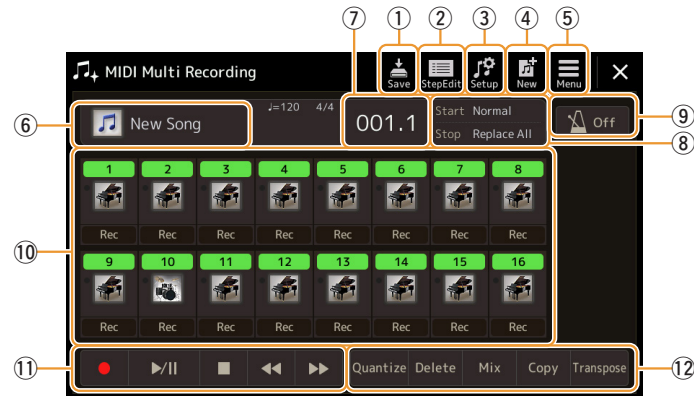 ⑦ ① ② ③ ④ ⑤
MIDI Multi Recording
Save StepEdit Setup New Menu
⑥ New Song
♩=120 4/4
001.1
Start Normal
Stop Replace All
Off ⑨
⑧
1 2 3 4 5 6 7 8
Rec Rec Rec Rec Rec Rec Rec Rec
⑩
9 10 11 12 13 14 15 16
Rec Rec Rec Rec Rec Rec Rec Rec
⑪ Quantize Delete Mix Copy Transpose ⑫